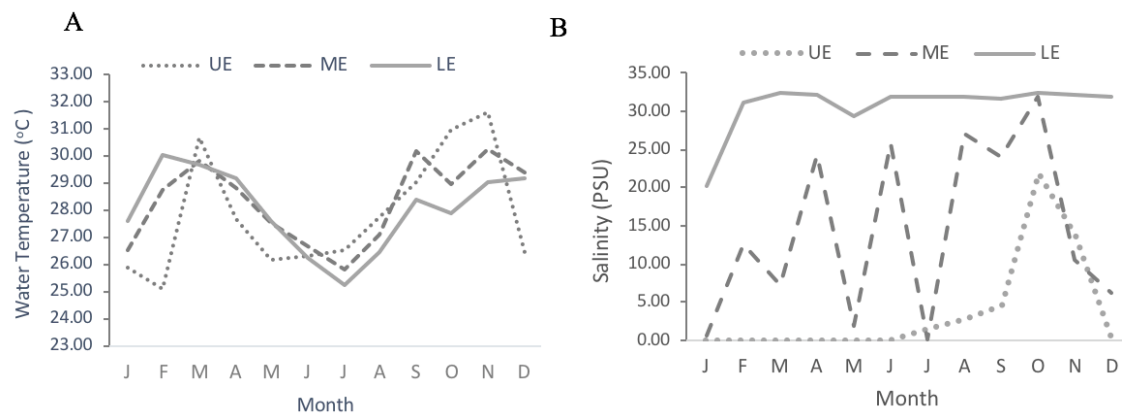 A
UE ME LE
33.00
32.00
31.00
30.00
29.00
28.00
27.00
26.00
25.00
24.00
23.00
Water Temperature (°C)
J F M A M J J A S O N D
Month
B
UE ME LE
35.00
30.00
25.00
20.00
15.00
10.00
5.00
0.00
Salinity (PSU)
J F M A M J J A S O N D
Month